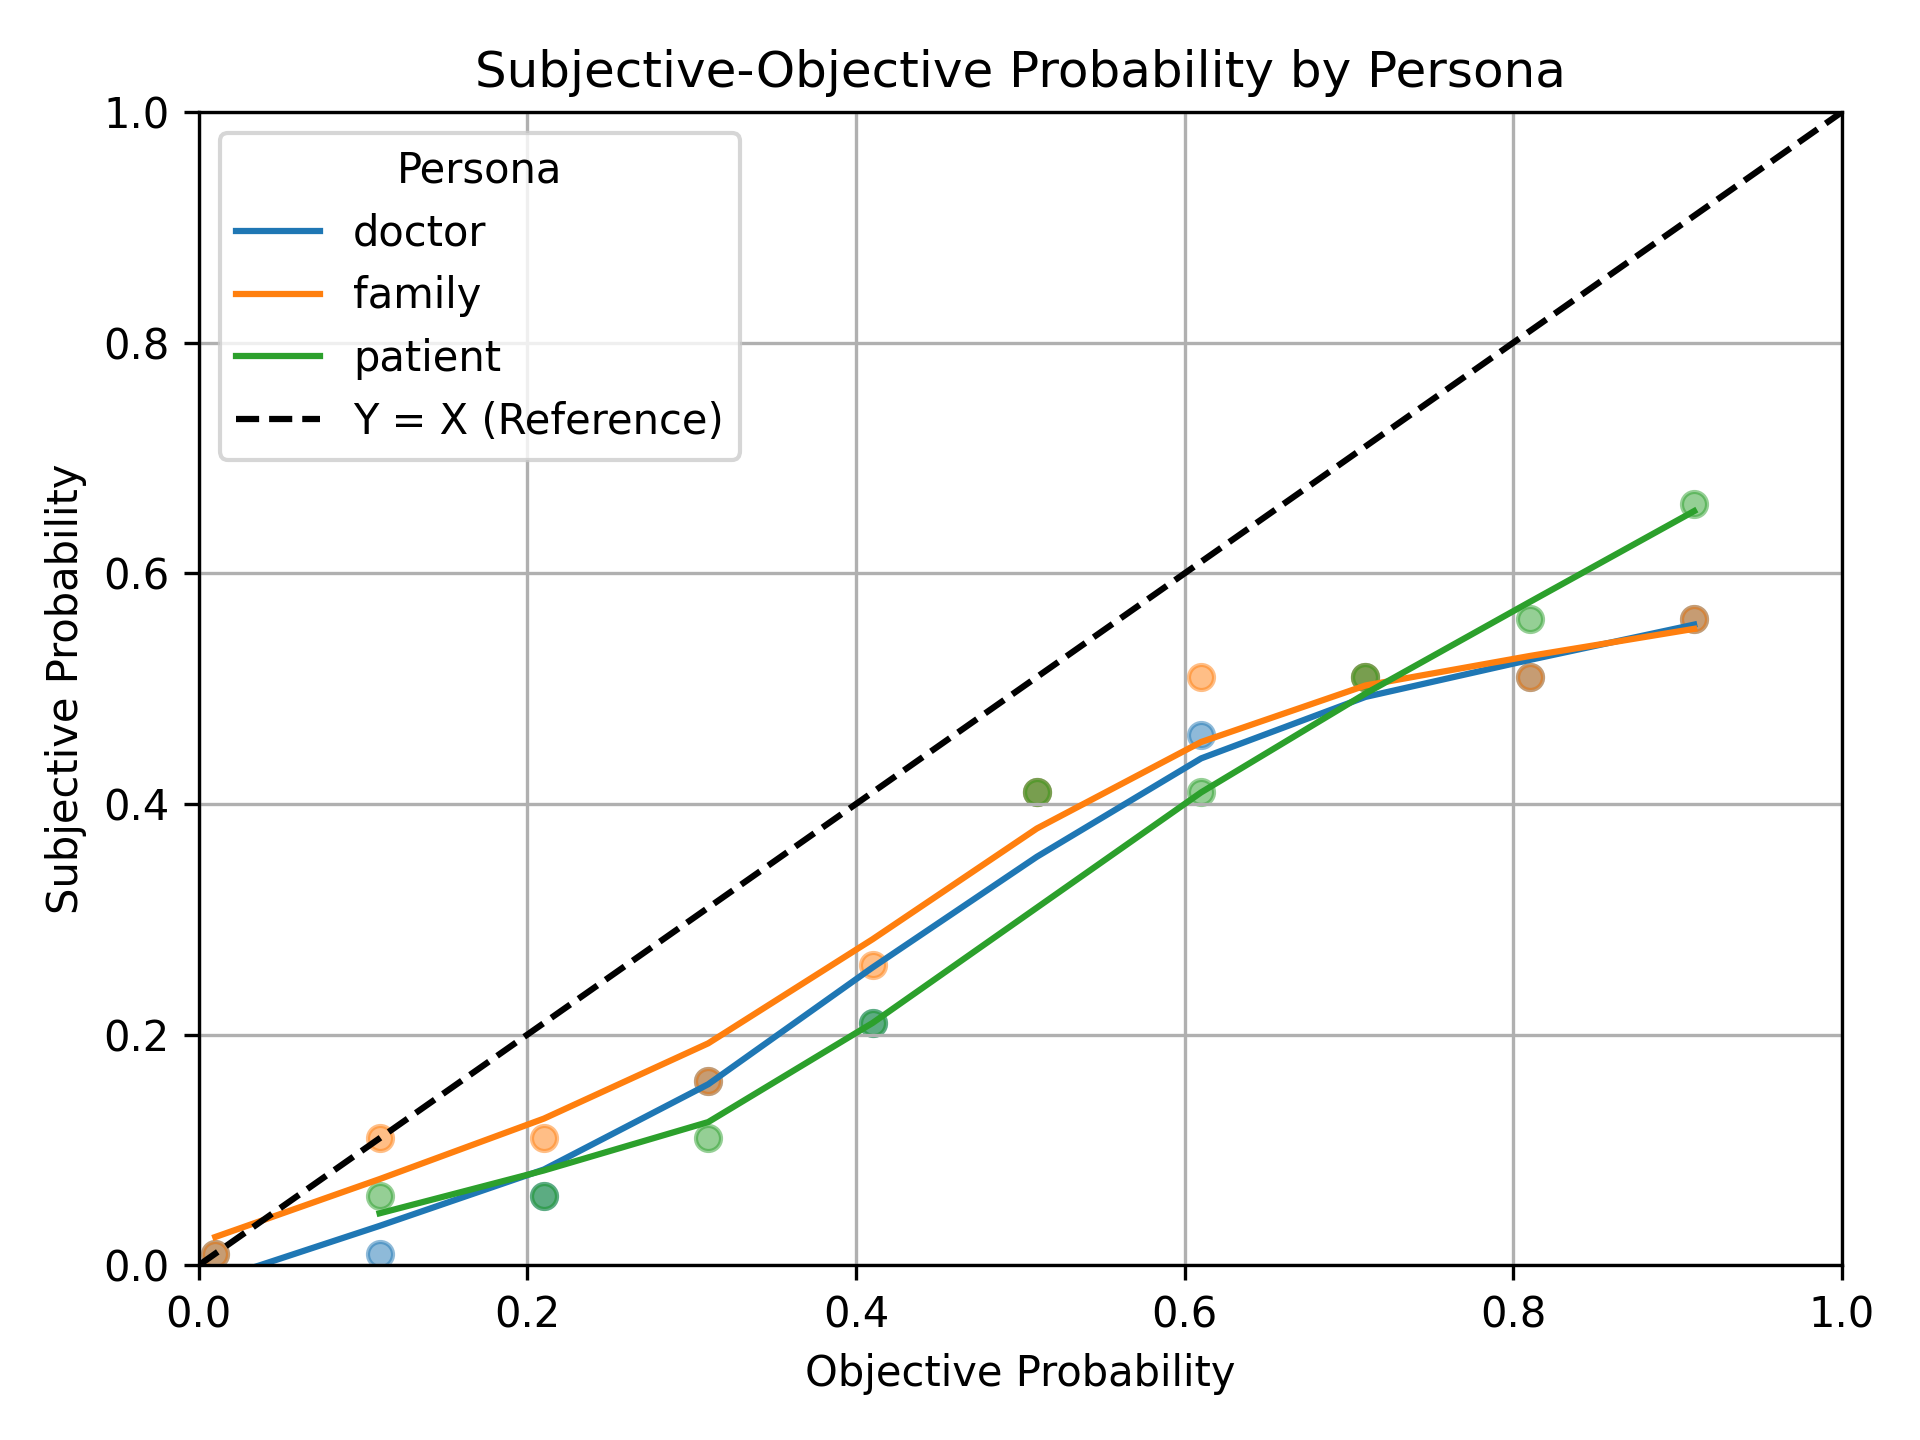 Subjective-Objective Probability by Persona
1.0
0.8
0.6
0.4
0.2
0.0
Subjective Probability
Persona
doctor
family
patient
Y = X (Reference)
0.0 0.2 0.4 0.6 0.8 1.0
Objective Probability